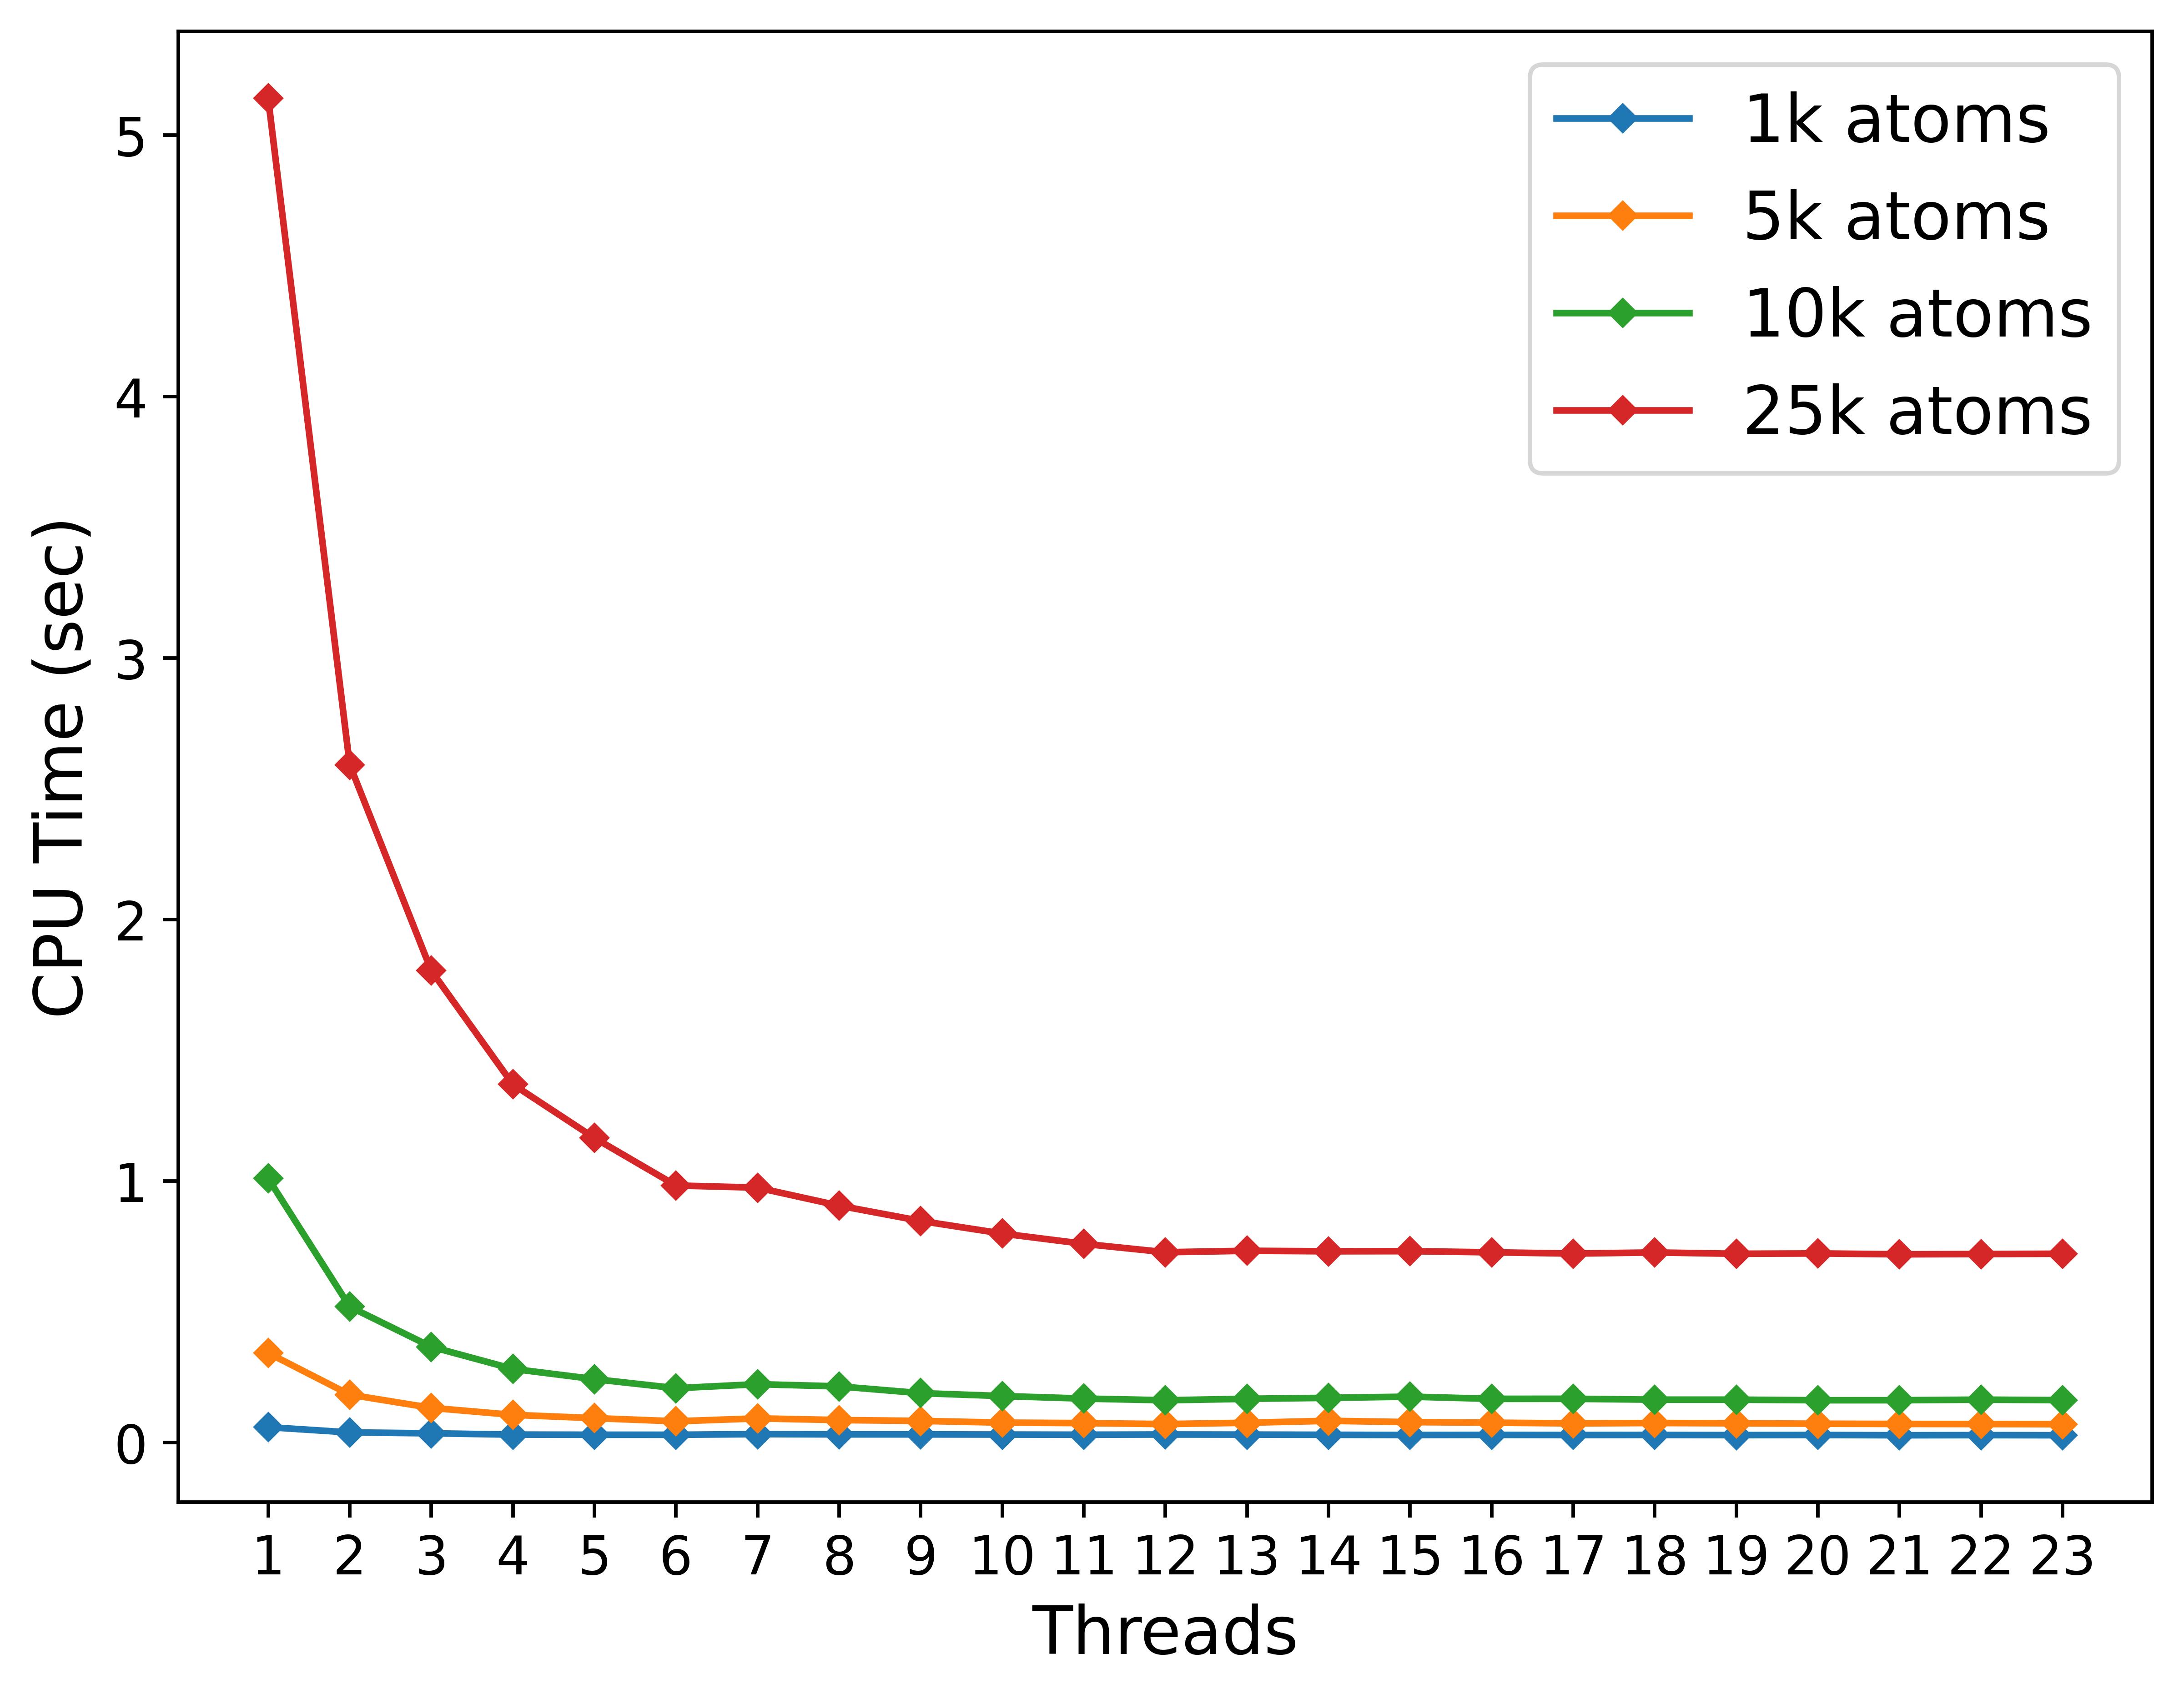 1k atoms
5k atoms
10k atoms
25k atoms
CPU Time (sec)
5
4
3
2
1
0
1 2 3 4 5 6 7 8 9 10 11 12 13 14 15 16 17 18 19 20 21 22 23
Threads